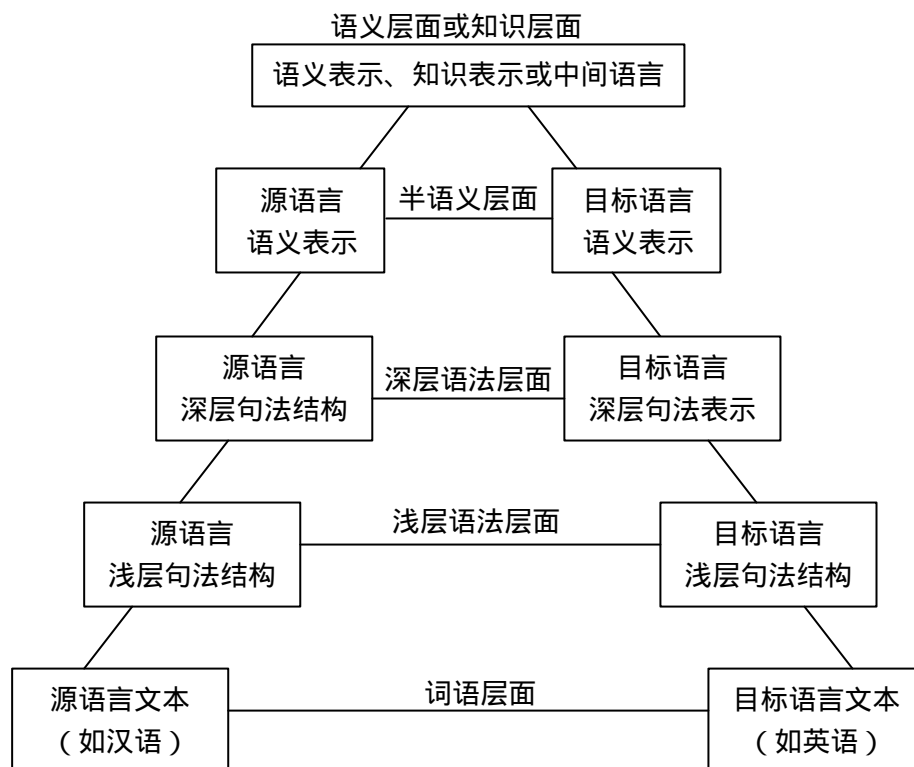 语义层面或知识层面
语义表示、知识表示或中间语言
源语言
语义表示
半语义层面
目标语言
语义表示
源语言
深层句法结构
深层语法层面
目标语言
深层句法表示
源语言
浅层句法结构
浅层语法层面
目标语言
浅层句法结构
源语言文本
（如汉语）
词语层面
目标语言文本
（如英语）